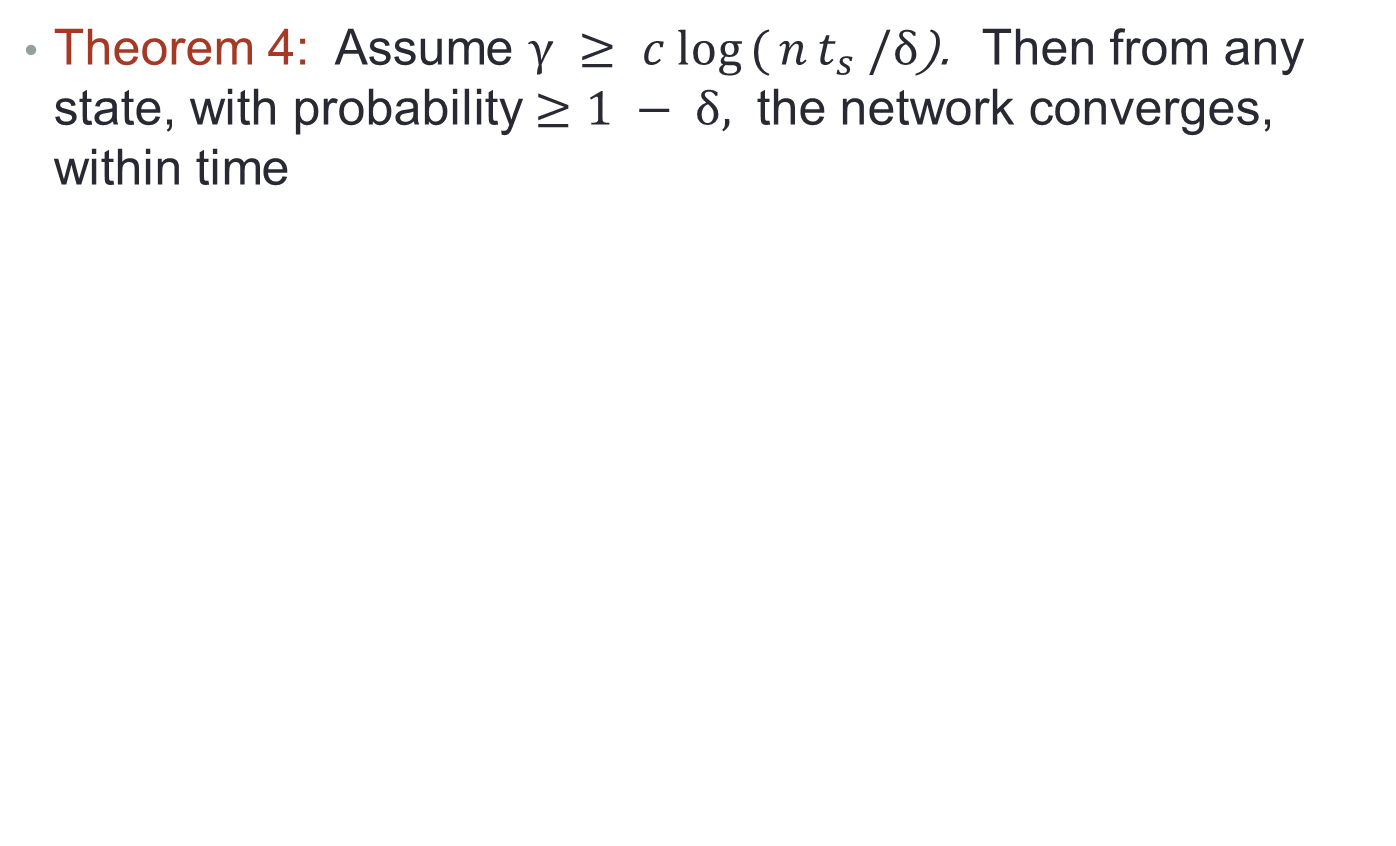 • Theorem 4: Assume γ ≥ c log(n tₛ /δ). Then from any
state, with probability ≥ 1 − δ, the network converges,
within time